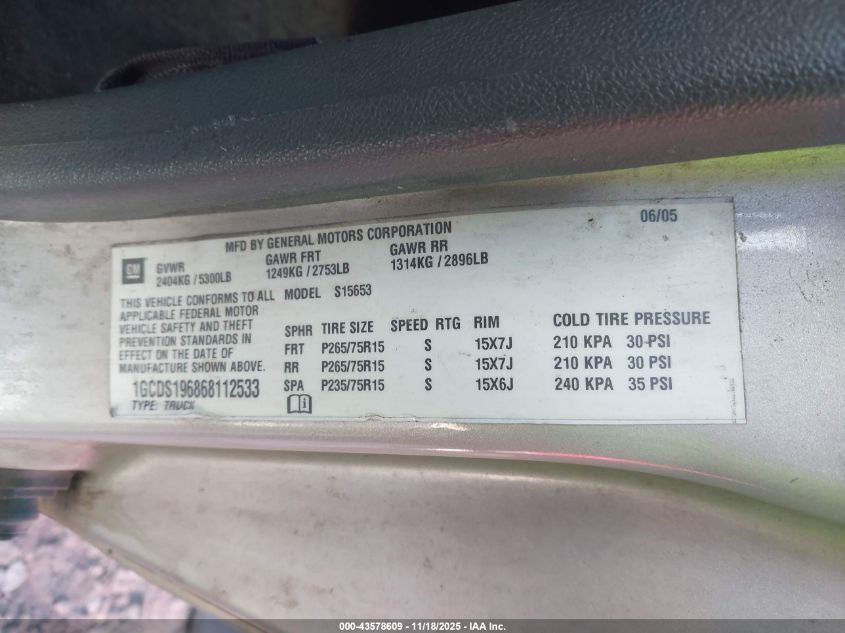 06/05
MFD BY GENERAL MOTORS CORPORATION
GM GVWR GAWR FRT GAWR RR
2404KG / 5300LB 1249KG / 2753LB 1314KG / 2896LB
THIS VEHICLE CONFORMS TO ALL MODEL S15653
APPLICABLE FEDERAL MOTOR
VEHICLE SAFETY AND THEFT
PREVENTION STANDARDS IN
EFFECT ON THE DATE OF
MANUFACTURE SHOWN ABOVE.
1GCDS196868112533
TYPE: TRUCK
SPHR TIRE SIZE SPEED RTG RIM COLD TIRE PRESSURE
FRT P265/75R15 S 15X7J 210 KPA 30 PSI
RR P265/75R15 S 15X7J 210 KPA 30 PSI
SPA P235/75R15 S 15X6J 240 KPA 35 PSI
000-43578609 - 11/18/2025 - IAA Inc.